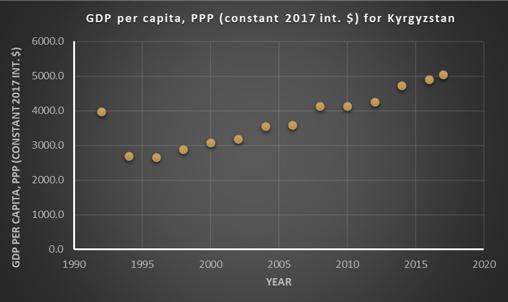 GDP per capita, PPP (constant 2017 int. $) for Kyrgyzstan
GDP PER CAPITA, PPP (CONSTANT 2017 INT. $)
6000.0
5000.0
4000.0
3000.0
2000.0
1000.0
0.0
1990 1995 2000 2005 2010 2015 2020
YEAR